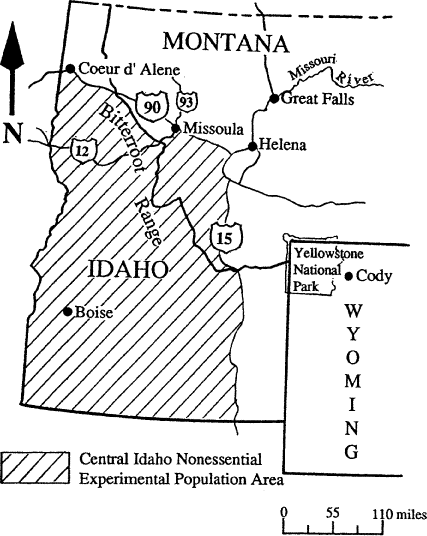 MONTANA
Missouri
River
Coeur d' Alene
90
93
Great Falls
Bitterroot
Missoula
N
12
Helena
Range
15
IDAHO
Yellowstone
National
Park
Cody
Boise
WYOMING
Central Idaho Nonessential
Experimental Population Area
0 55 110 miles